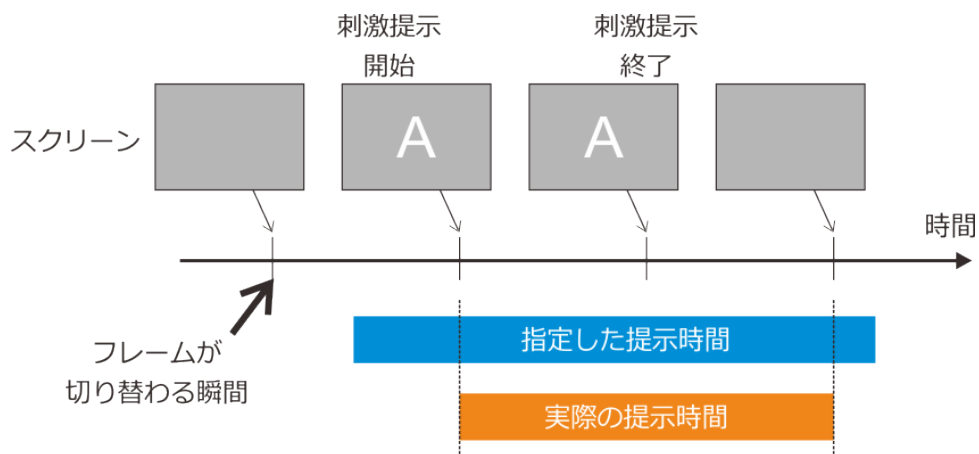 刺激提示
開始
刺激提示
終了
スクリーン
A
A
時間
フレームが
切り替わる瞬間
指定した提示時間
実際の提示時間